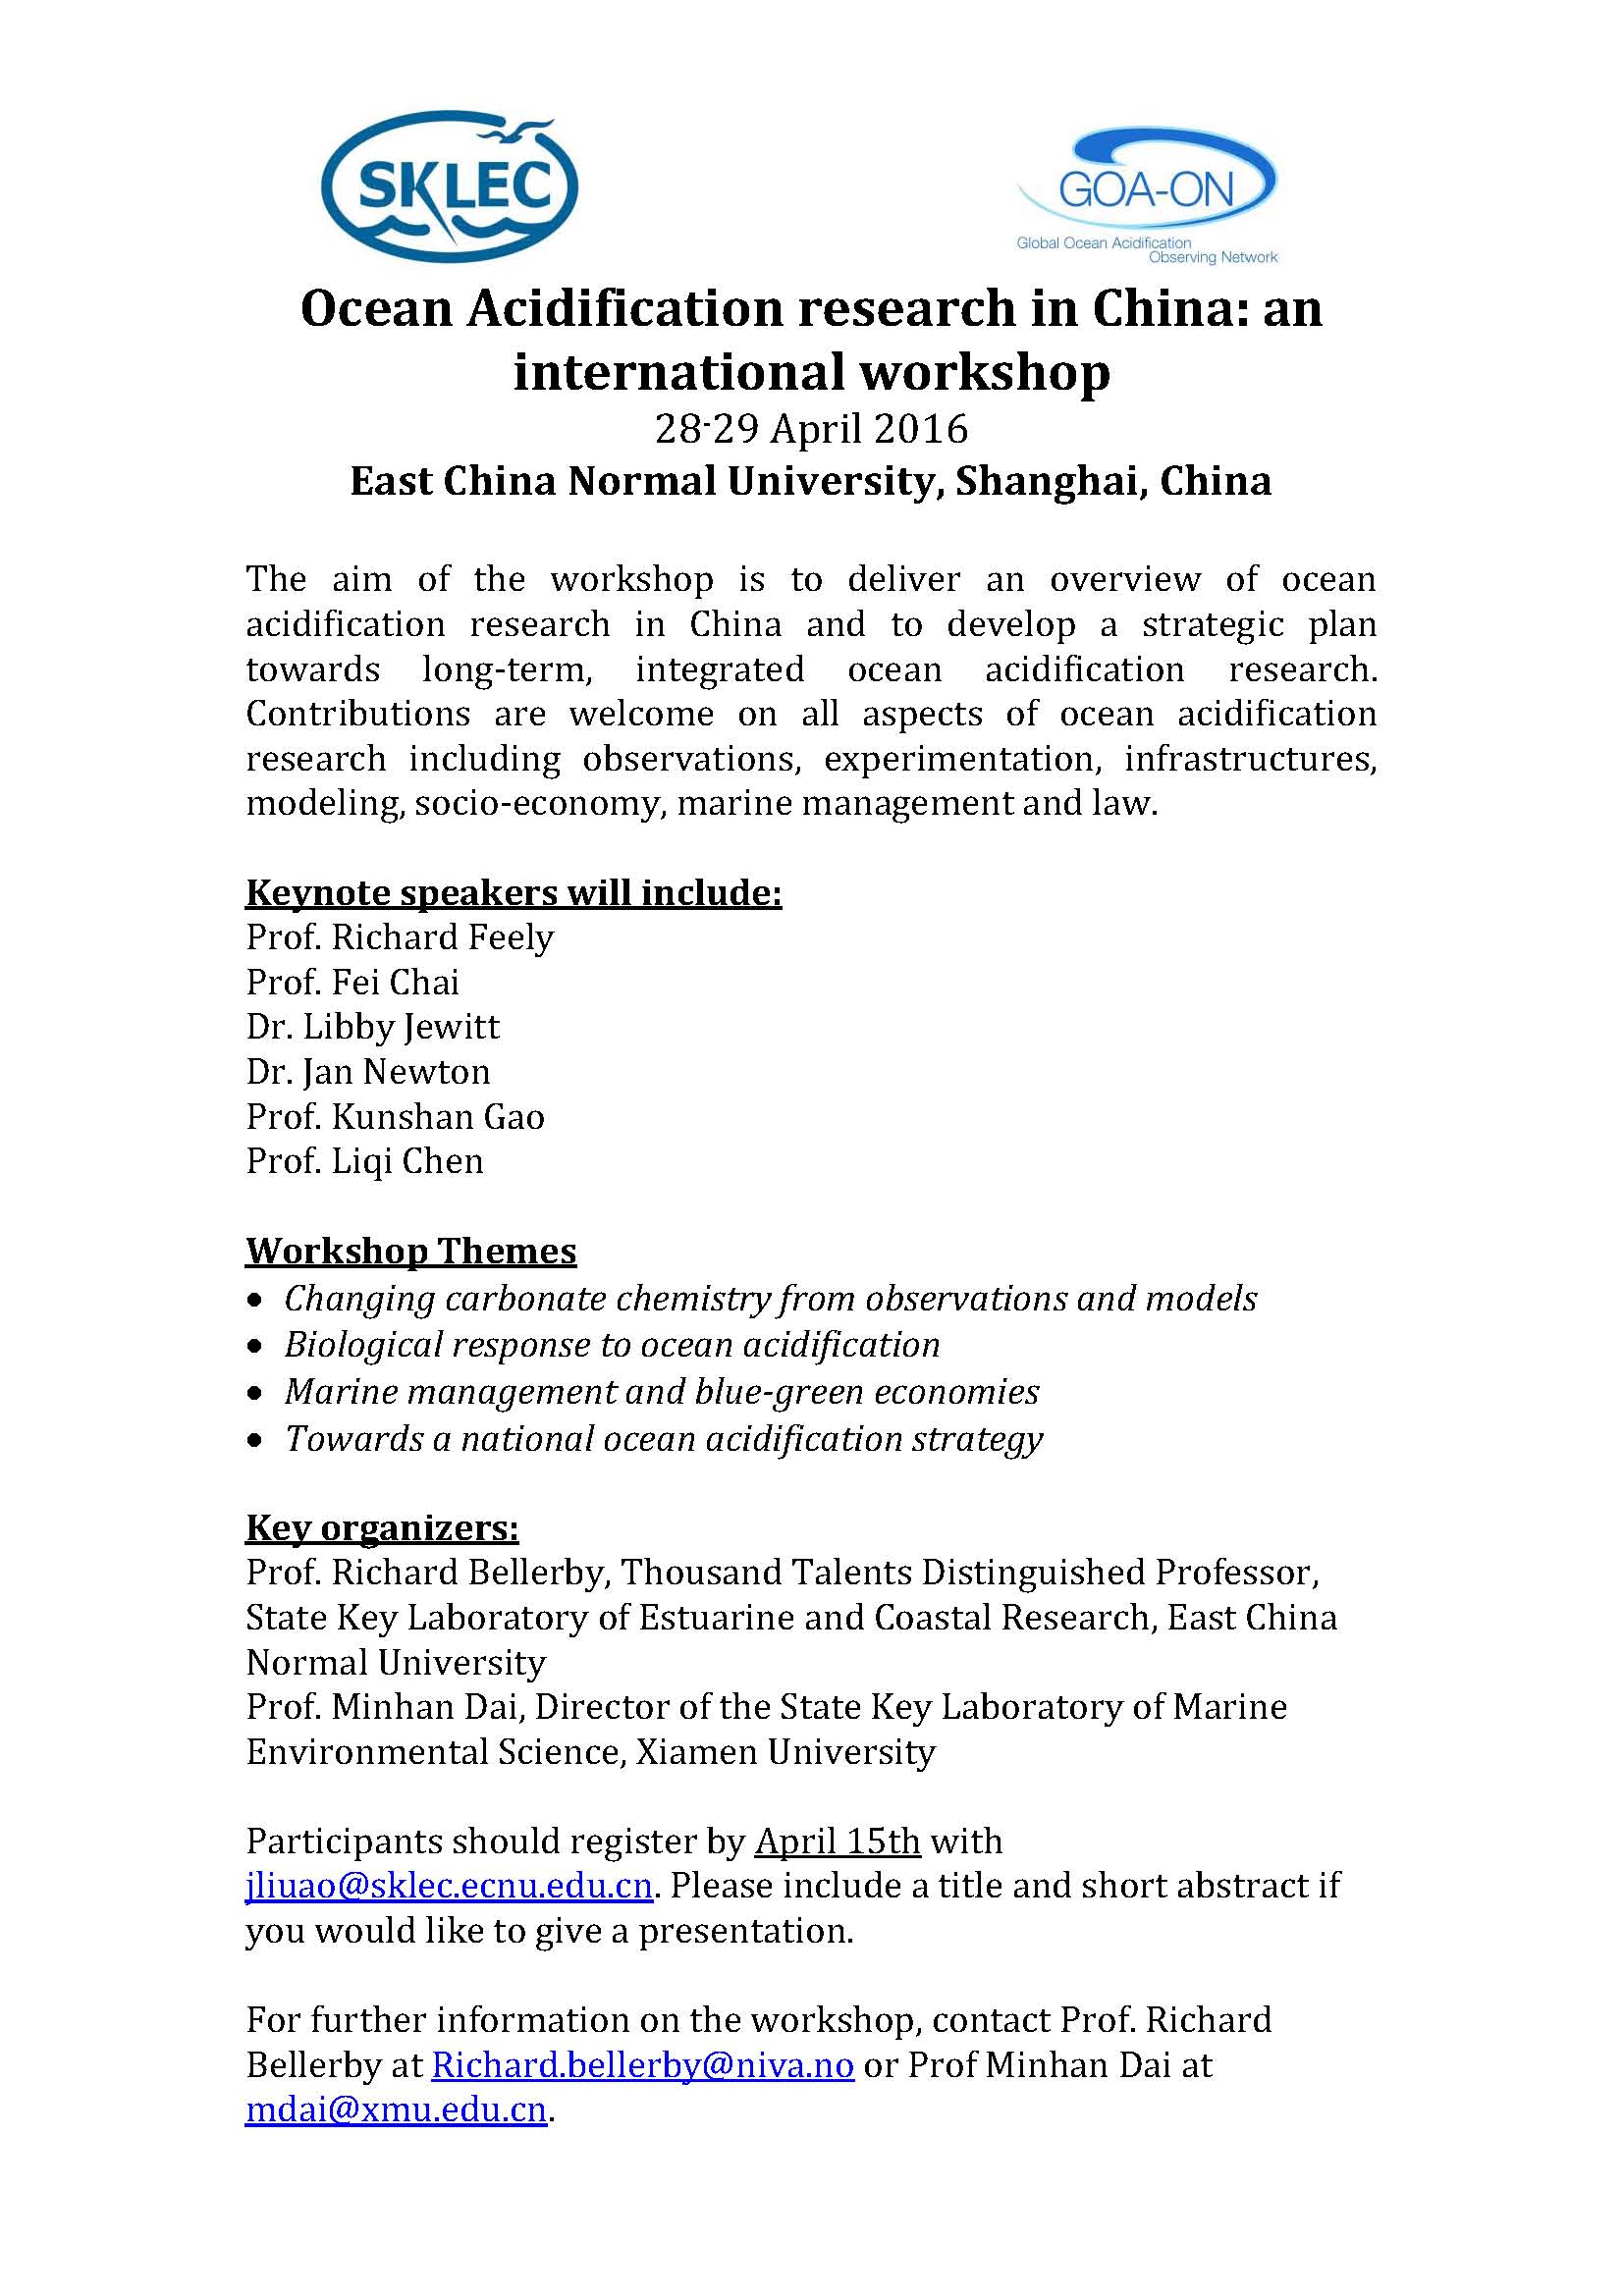 SKLEC
GOA-ON
Global Ocean Acidification
Observing Network
Ocean Acidification research in China: an
international workshop
28-29 April 2016
East China Normal University, Shanghai, China
The aim of the workshop is to deliver an overview of ocean
acidification research in China and to develop a strategic plan
towards long-term, integrated ocean acidification research.
Contributions are welcome on all aspects of ocean acidification
research including observations, experimentation, infrastructures,
modeling, socio-economy, marine management and law.
Keynote speakers will include:
Prof. Richard Feely
Prof. Fei Chai
Dr. Libby Jewitt
Dr. Jan Newton
Prof. Kunshan Gao
Prof. Liqi Chen
Workshop Themes
• Changing carbonate chemistry from observations and models
• Biological response to ocean acidification
• Marine management and blue-green economies
• Towards a national ocean acidification strategy
Key organizers:
Prof. Richard Bellerby, Thousand Talents Distinguished Professor,
State Key Laboratory of Estuarine and Coastal Research, East China
Normal University
Prof. Minhan Dai, Director of the State Key Laboratory of Marine
Environmental Science, Xiamen University
Participants should register by April 15th with
jliuao@sklec.ecnu.edu.cn. Please include a title and short abstract if
you would like to give a presentation.
For further information on the workshop, contact Prof. Richard
Bellerby at Richard.bellerby@niva.no or Prof Minhan Dai at
mdai@xmu.edu.cn.